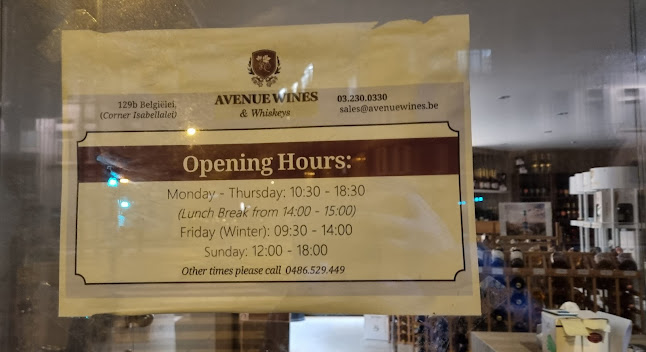 AVENUE WINES
& Whiskeys
129b Belgiëlei,
(Corner Isabellalei)
03.230.0330
sales@avenuewines.be
Opening Hours:
Monday - Thursday: 10:30 - 18:30
(Lunch Break from 14:00 - 15:00)
Friday (Winter): 09:30 - 14:00
Sunday: 12:00 - 18:00
Other times please call 0486.529.449